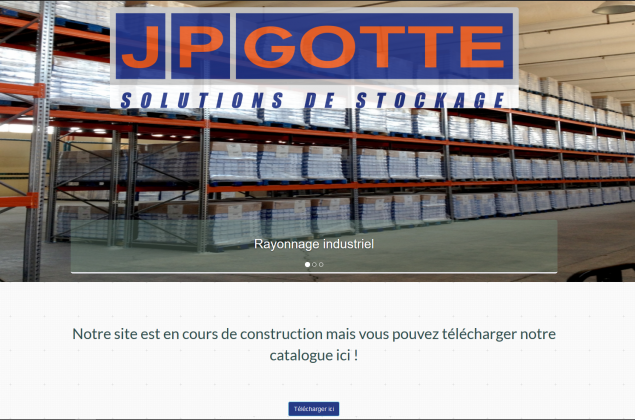 JP GOTTE
SOLUTIONS DE STOCKAGE
Rayonnage industriel
Notre site est en cours de construction mais vous pouvez télécharger notre
catalogue ici !
Télécharger ici